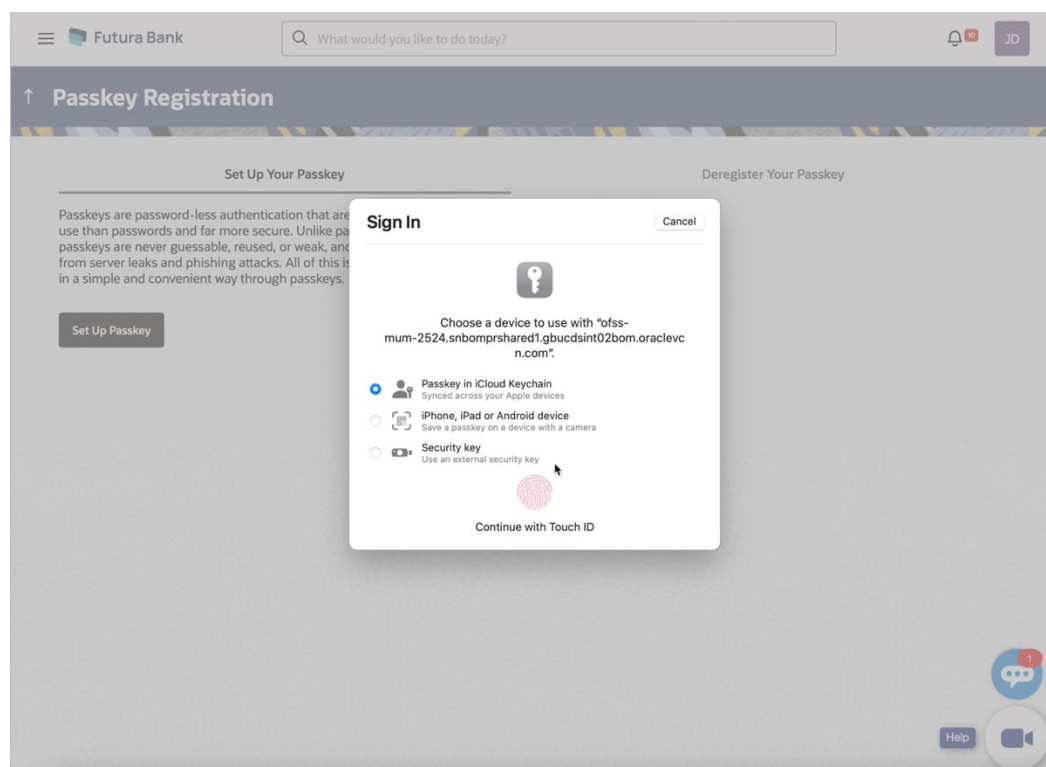 Futura Bank
What would you like to do today?
10
JD
Passkey Registration
Set Up Your Passkey
Deregister Your Passkey
Passkeys are password-less authentication that are
use than passwords and far more secure. Unlike pa
passkeys are never guessable, reused, or weak, and
from server leaks and phishing attacks. All of this is
in a simple and convenient way through passkeys.
Set Up Passkey
Sign In
Cancel
Choose a device to use with “ofss-
mum-2524.snbomprshared1.gbucdsint02bom.oraclevc
n.com”.
Passkey in iCloud Keychain
Synced across your Apple devices
iPhone, iPad or Android device
Save a passkey on a device with a camera
Security key
Use an external security key
Continue with Touch ID
1
Help